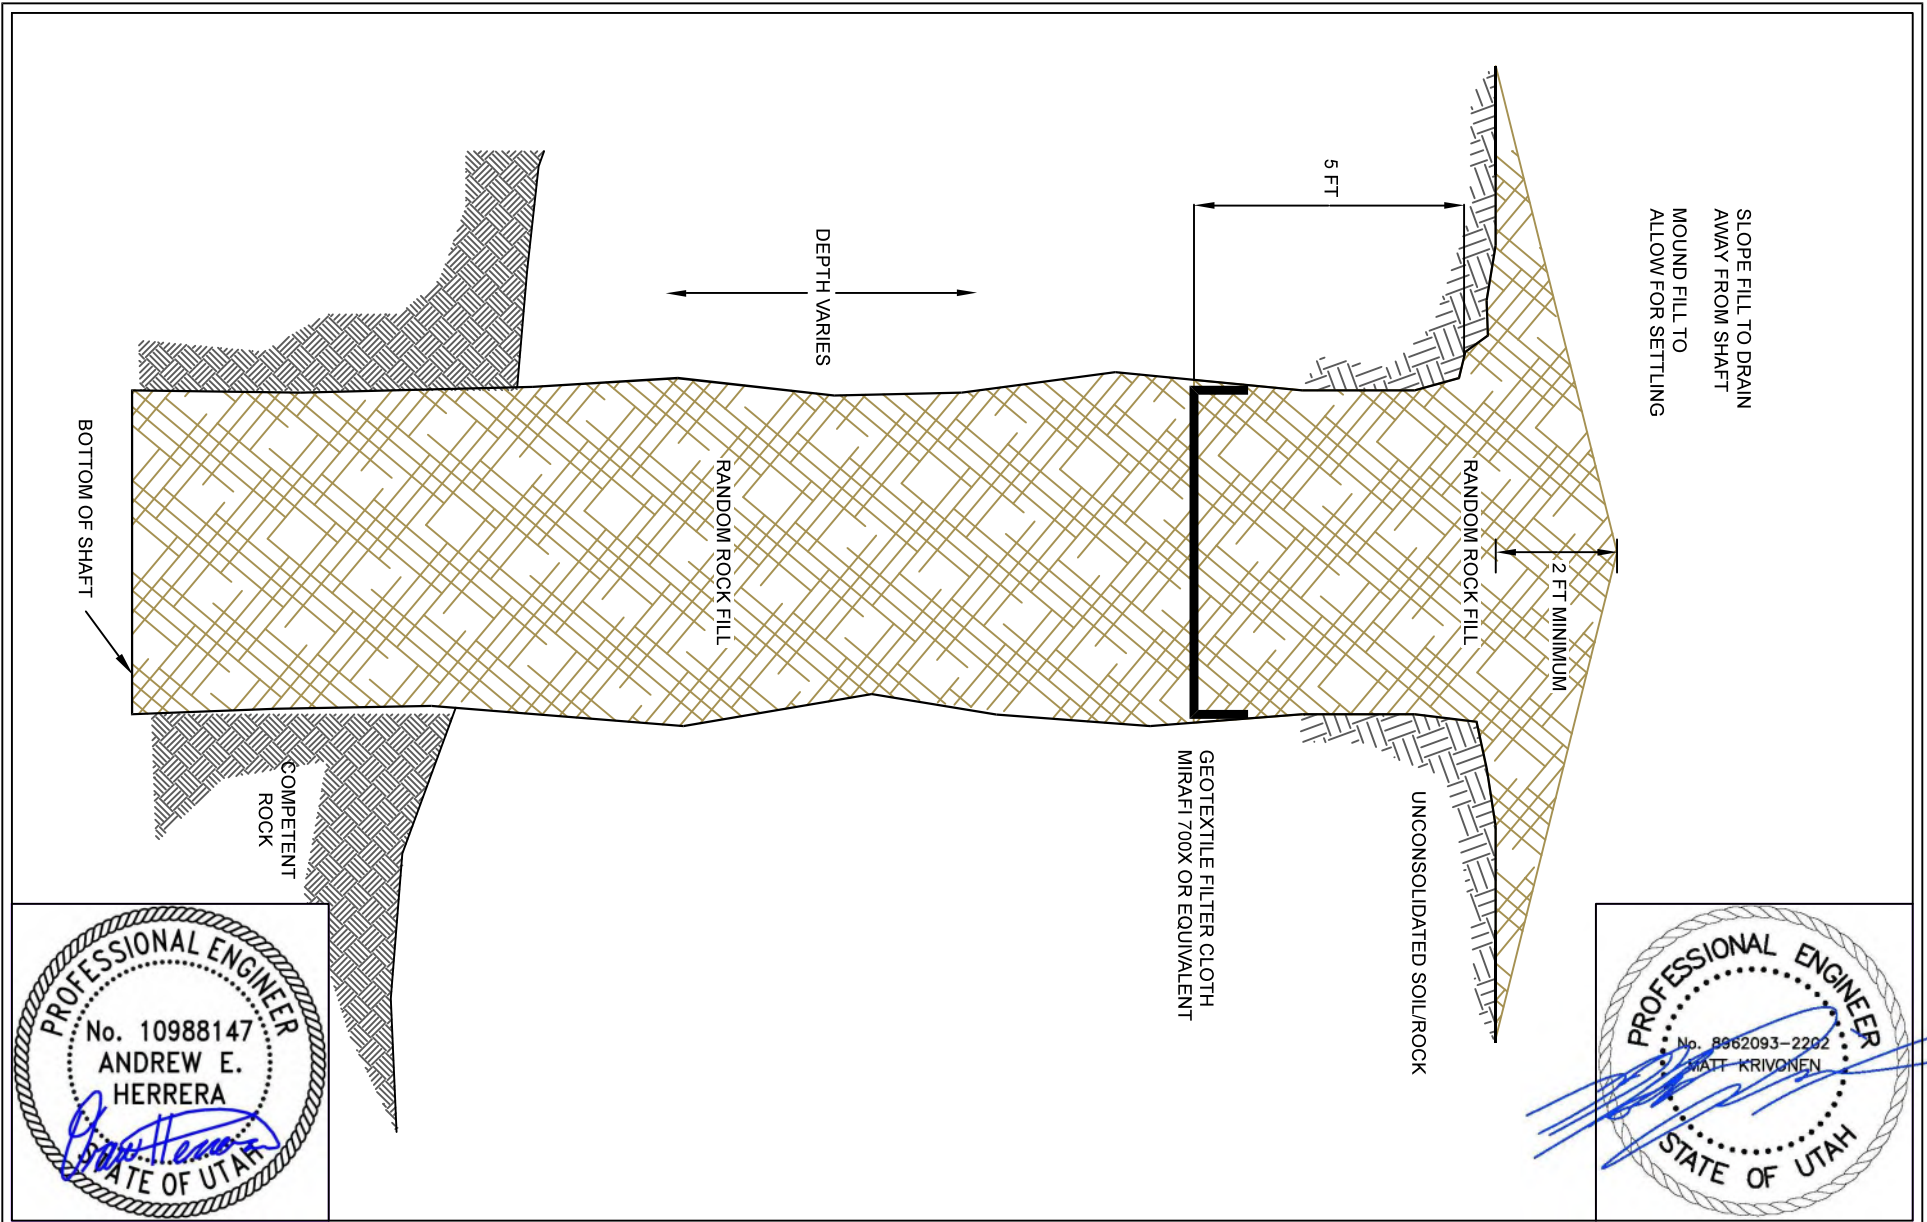 SLOPE FILL TO DRAIN
AWAY FROM SHAFT
MOUND FILL TO
ALLOW FOR SETTLING
2 FT MINIMUM
RANDOM ROCK FILL
5 FT
UNCONSOLIDATED SOIL/ROCK
GEOTEXTILE FILTER CLOTH
MIRAFI 700X OR EQUIVALENT
DEPTH VARIES
RANDOM ROCK FILL
COMPETENT
ROCK
BOTTOM OF SHAFT
PROFESSIONAL ENGINEER
No. 10988147
ANDREW E.
HERRERA
STATE OF UTAH
PROFESSIONAL ENGINEER
No. 8962093-2202
MATT KRIVONEN
STATE OF UTAH